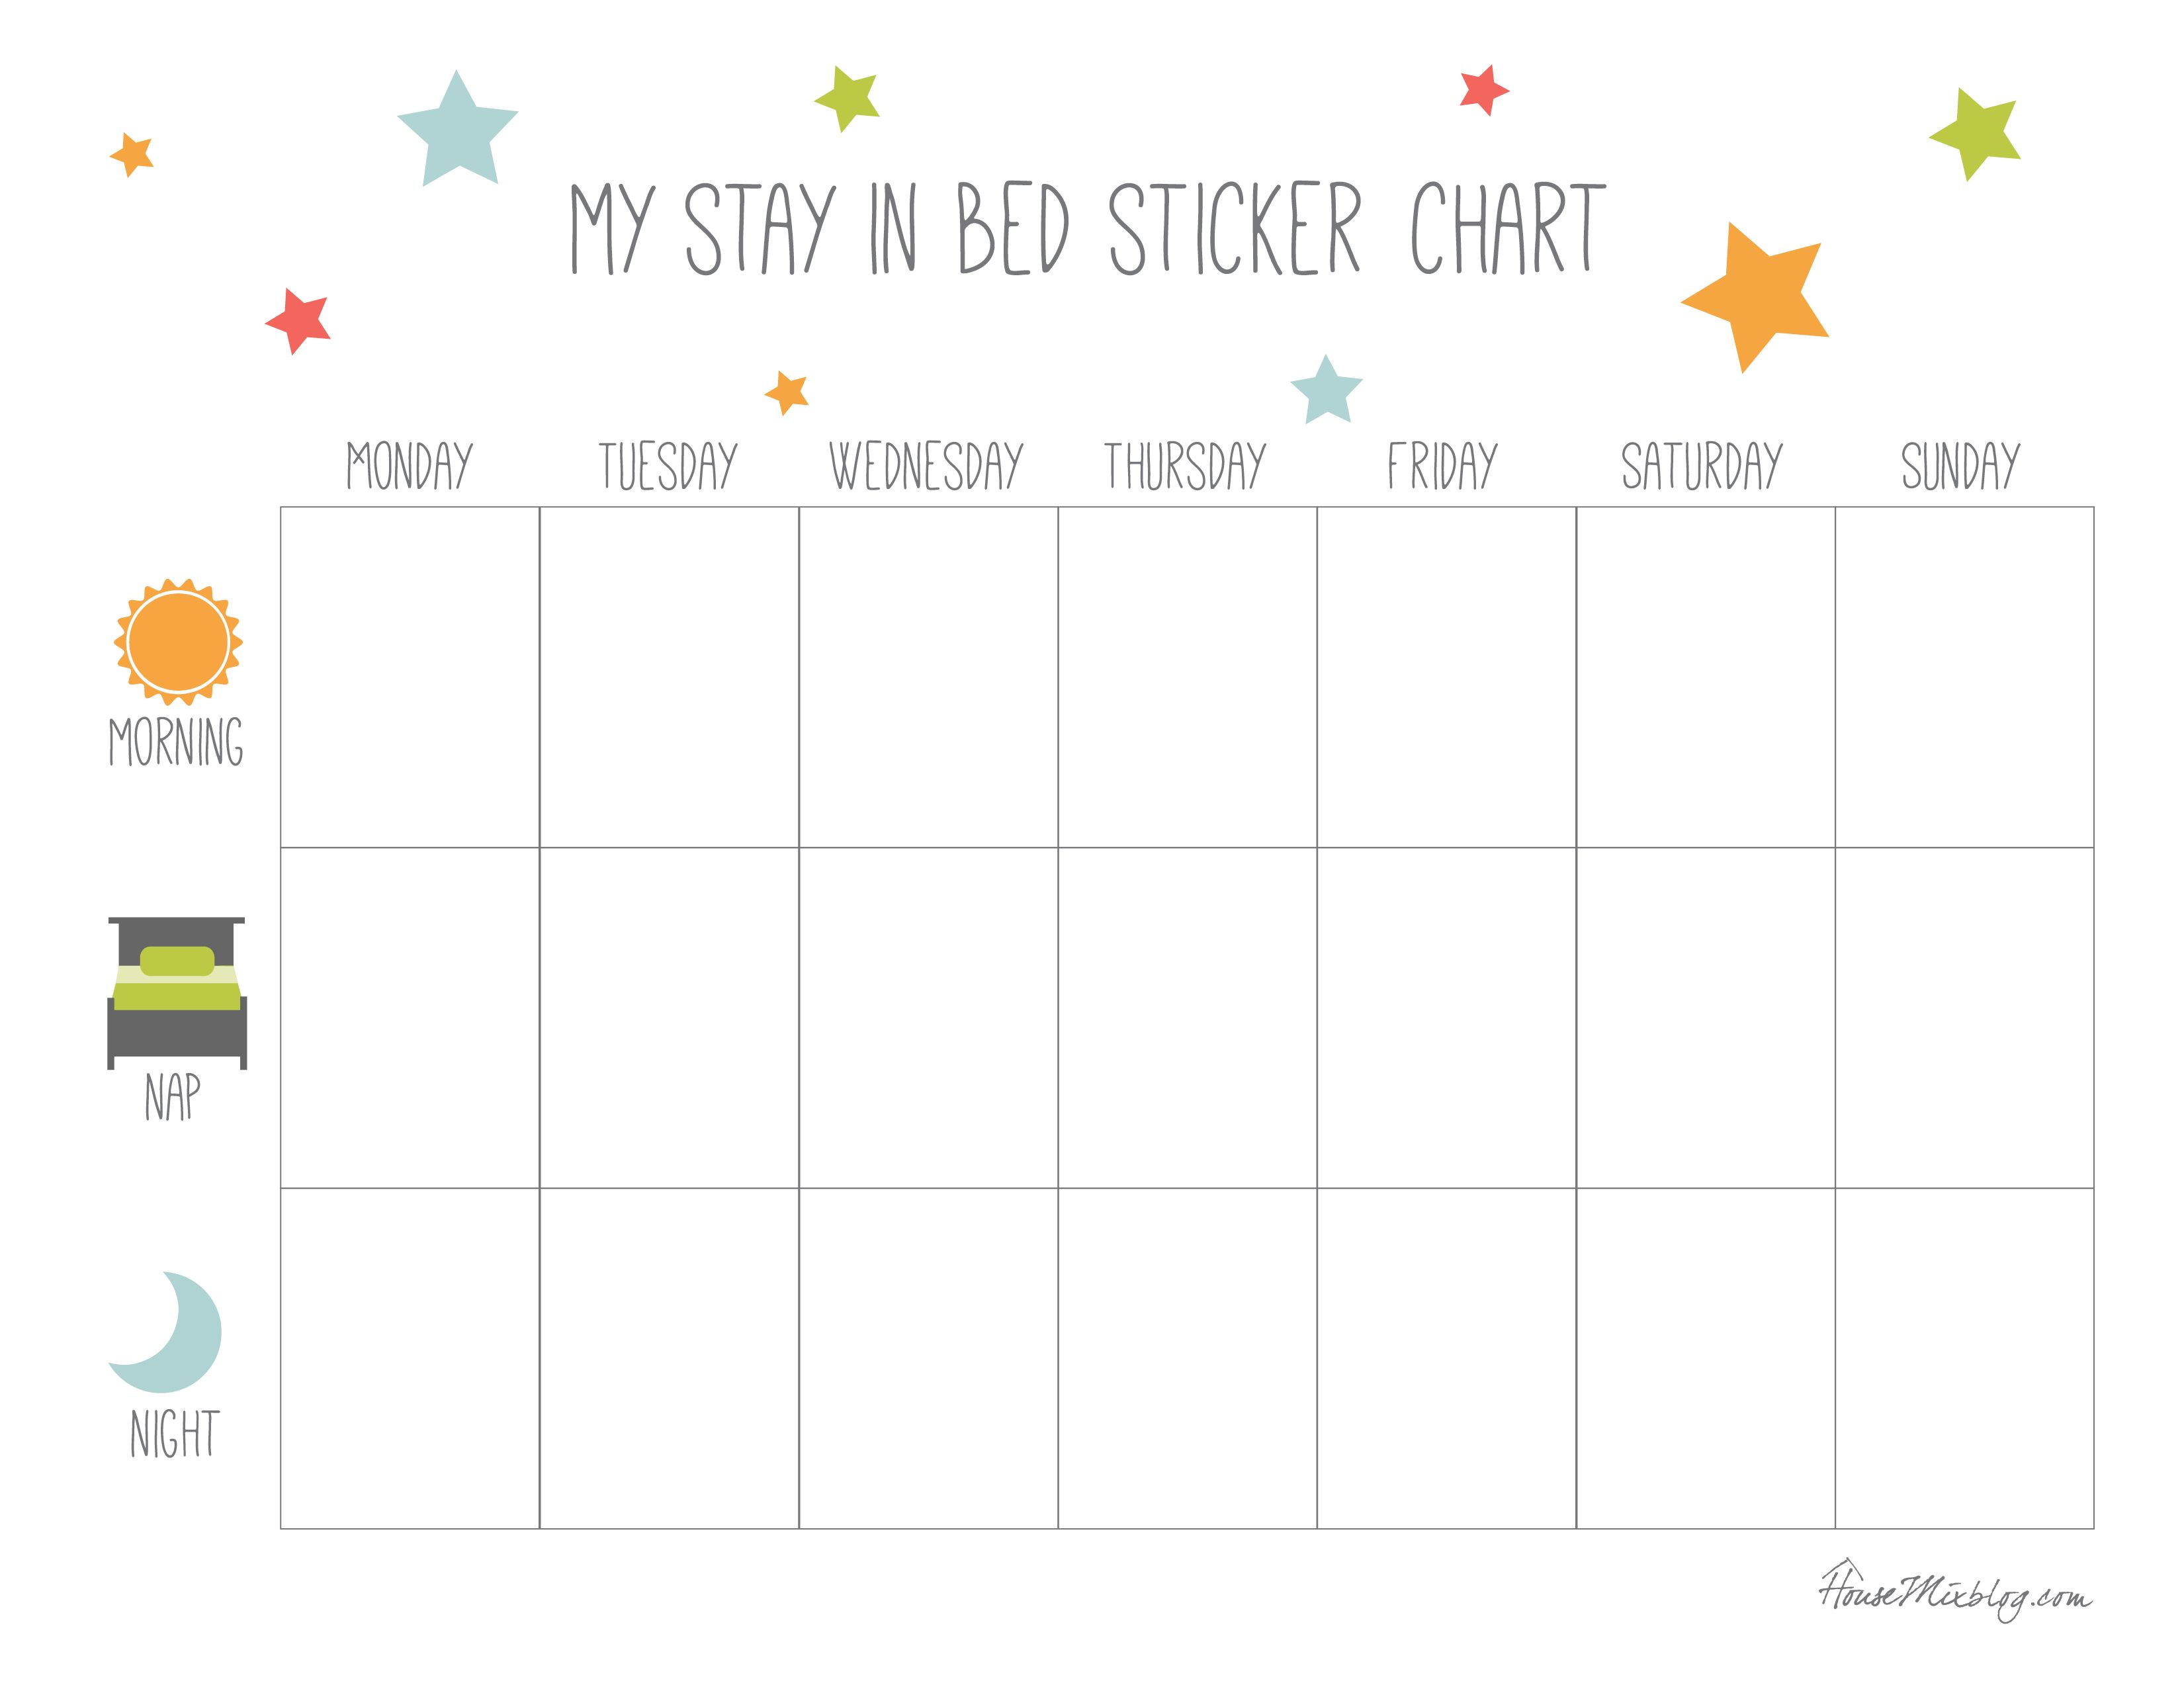 MY STAY IN BED STICKER CHART
MONDAY TUESDAY WEDNESDAY THURSDAY FRIDAY SATURDAY SUNDAY
MORNING
NAP
NIGHT
HouseMixblog.com